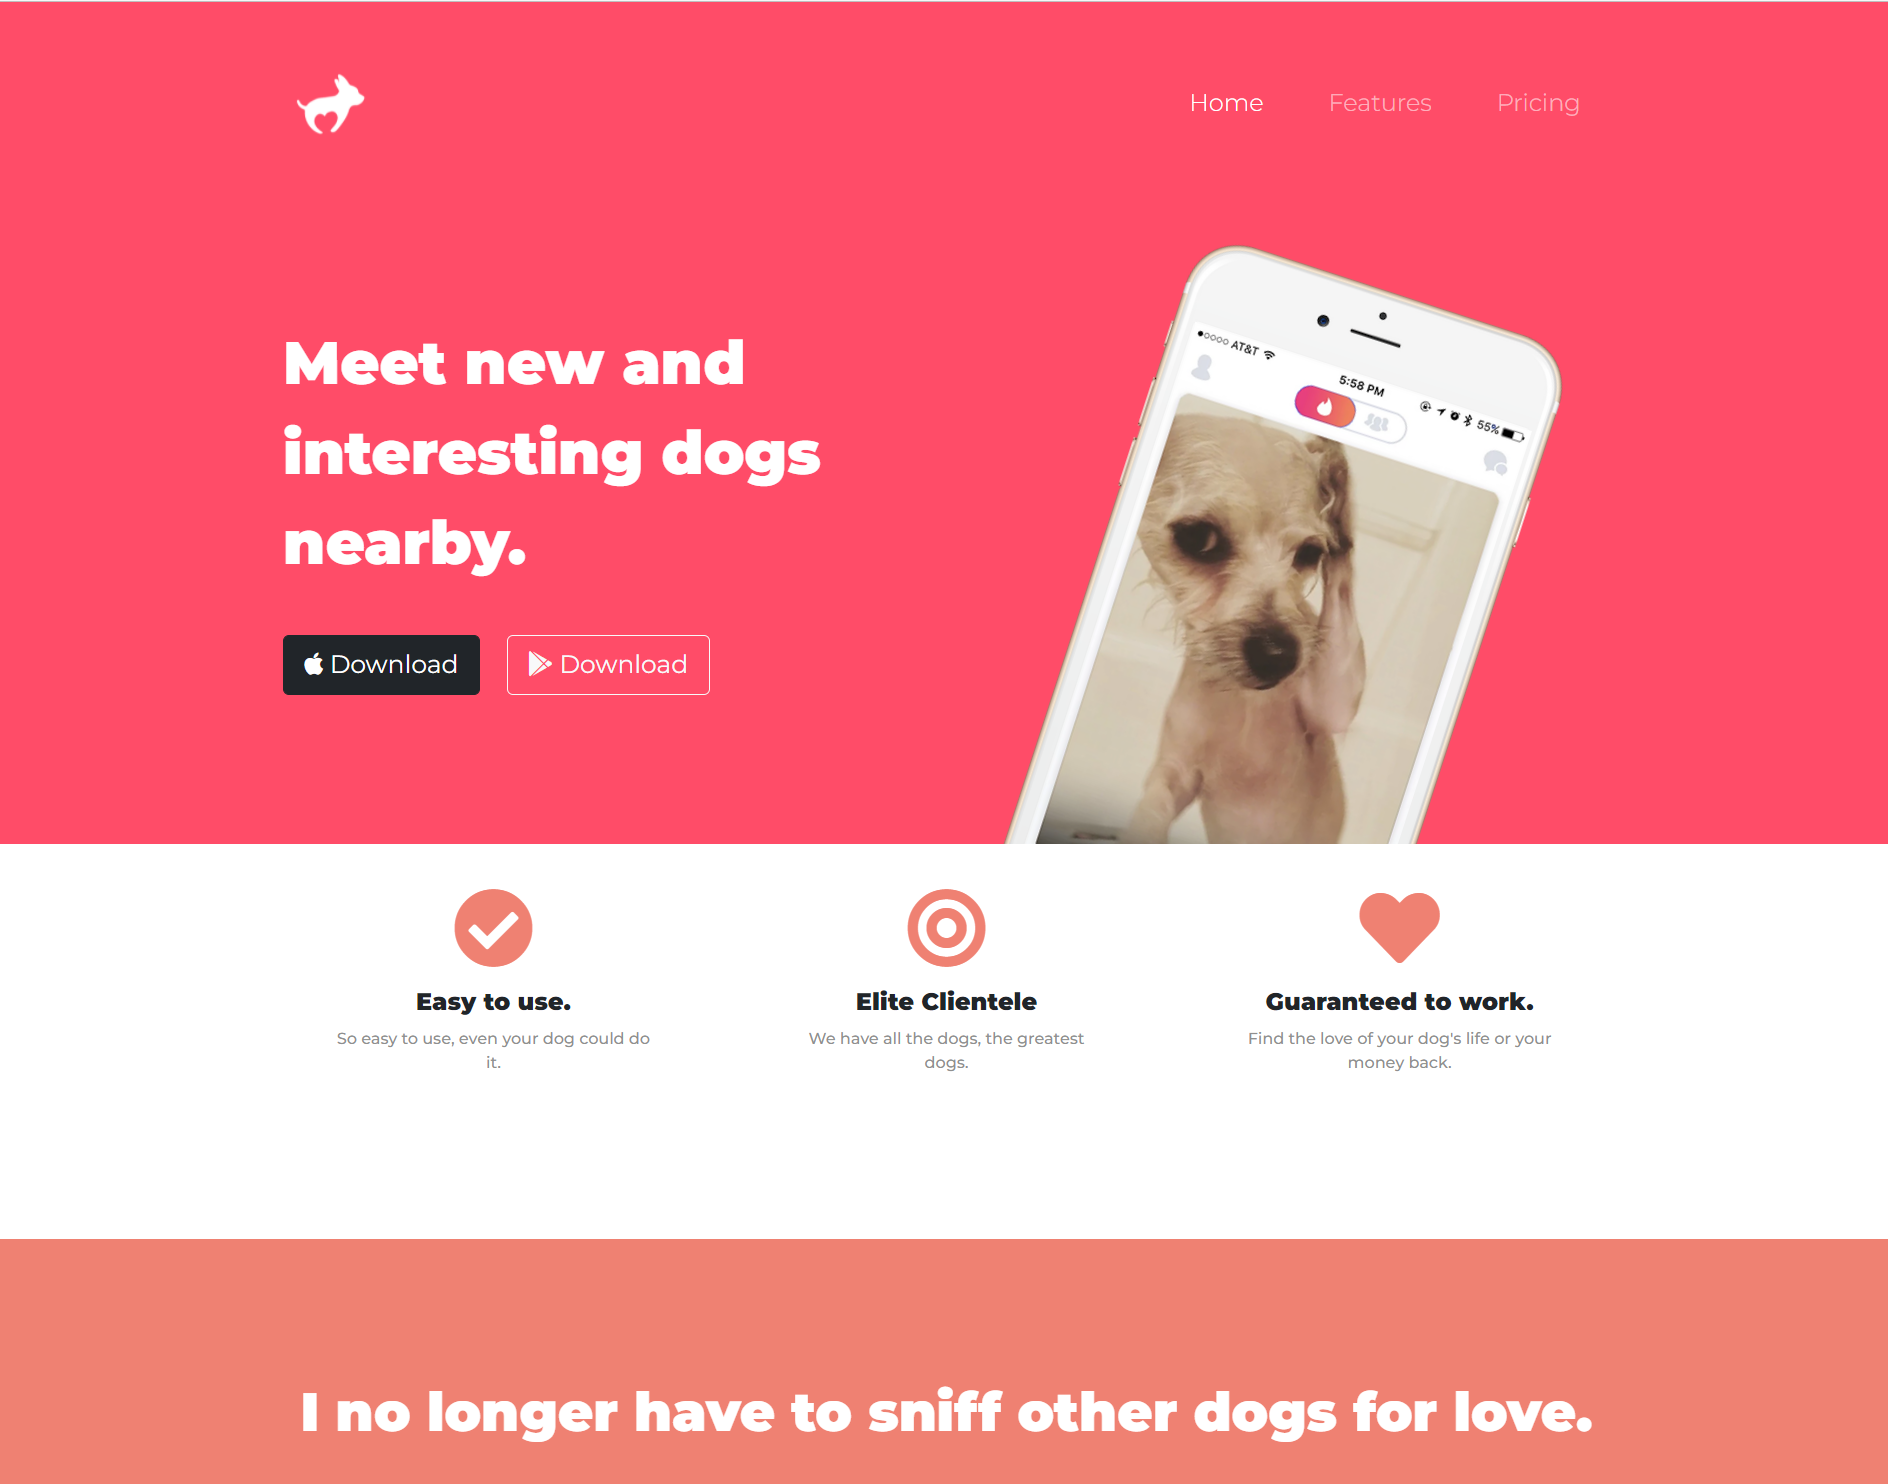 Home Features Pricing
Meet new and
interesting dogs
nearby.
Download Download
AT&T
5:58 PM
55%
Easy to use.
So easy to use, even your dog could do
it.
Elite Clientele
We have all the dogs, the greatest
dogs.
Guaranteed to work.
Find the love of your dog's life or your
money back.
I no longer have to sniff other dogs for love.